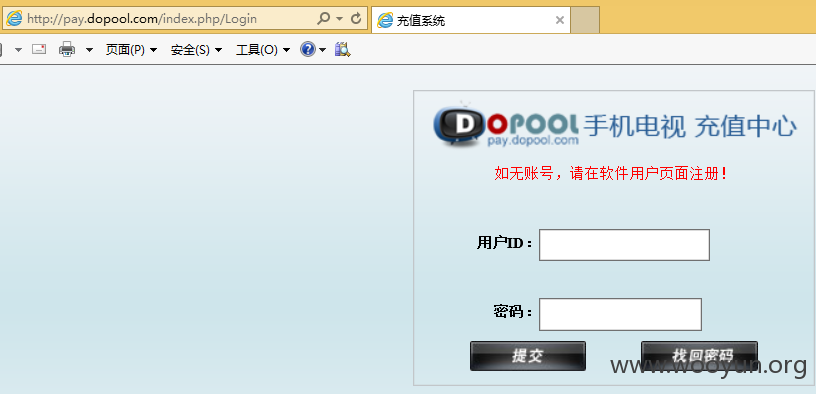 http://pay.dopool.com/index.php/Login
充值系统
页面(P) 安全(S) 工具(O)
DOPOOL 手机电视 充值中心
pay.dopool.com
如无账号，请在软件用户页面注册！
用户ID：
密码：
提交 找回密码
www.wooyun.org